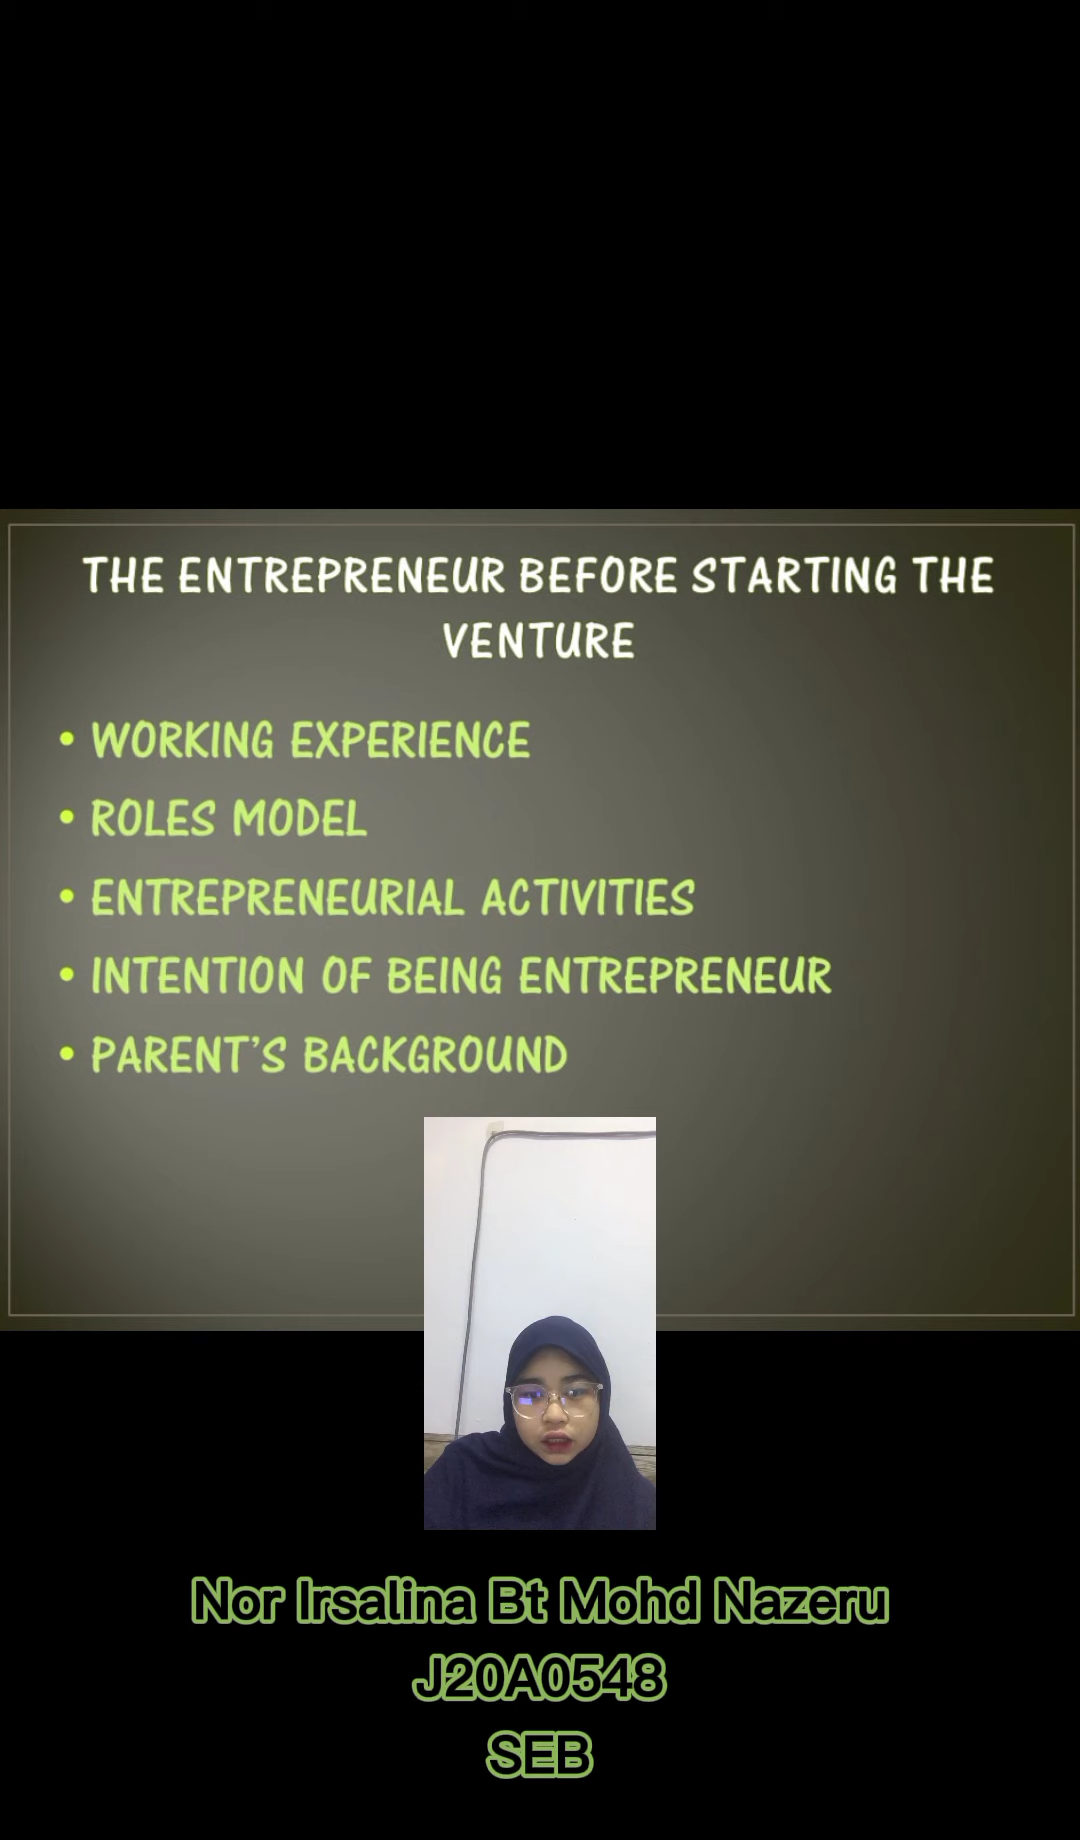 THE ENTREPRENEUR BEFORE STARTING THE
VENTURE
• WORKING EXPERIENCE
• ROLES MODEL
• ENTREPRENEURIAL ACTIVITIES
• INTENTION OF BEING ENTREPRENEUR
• PARENT'S BACKGROUND
Nor Irsalina Bt Mohd Nazeru
J20A0548
SEB